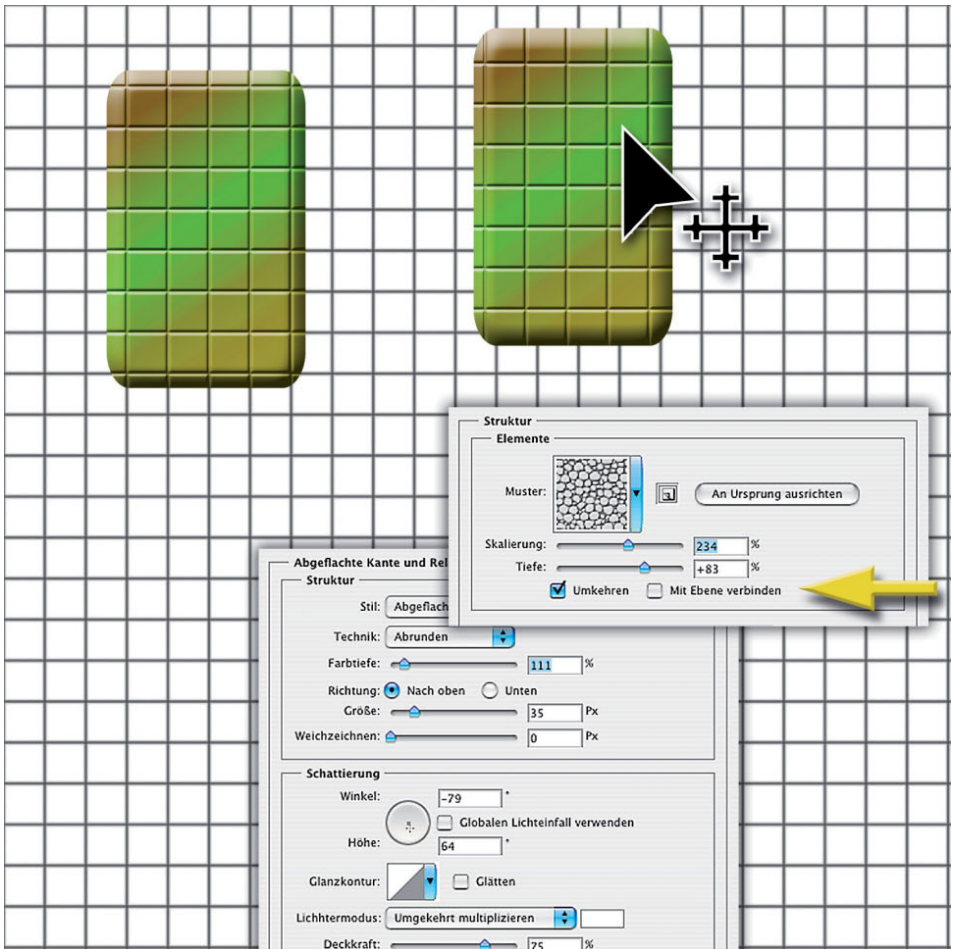 Struktur
Elemente
Muster:
An Ursprung ausrichten
Skalierung: 234 %
Tiefe: +83 %
Umkehren Mit Ebene verbinden
Abgeflachte Kante und Rel
Struktur
Stil: Abgeflach
Technik: Abrunden
Farbtiefe: 111 %
Richtung: Nach oben Unten
Größe: 35 Px
Weichzeichnen: 0 Px
Schattierung
Winkel: -79 °
Globalen Lichteinfall verwenden
Höhe: 64 °
Glanzkontur: Glätten
Lichhtermodus: Umgekehrt multiplizieren
Deckkraft: 75 %